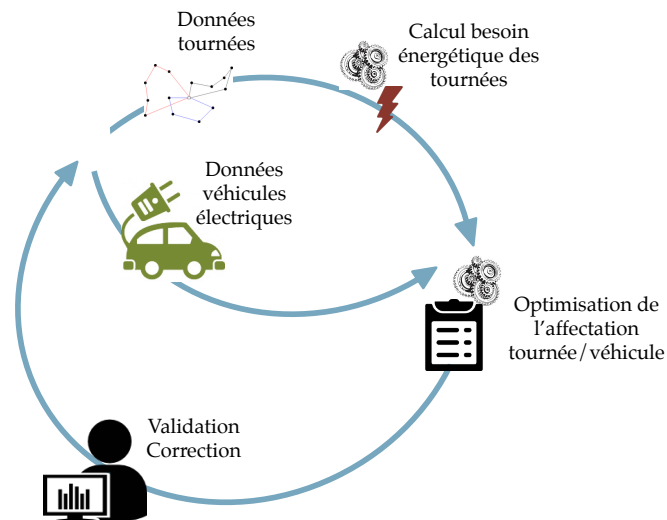 Données
tournées
Calcul besoin
énergétique des
tournées
Données
véhicules
électriques
Optimisation de
l'affectation
tournée/véhicule
Validation
Correction